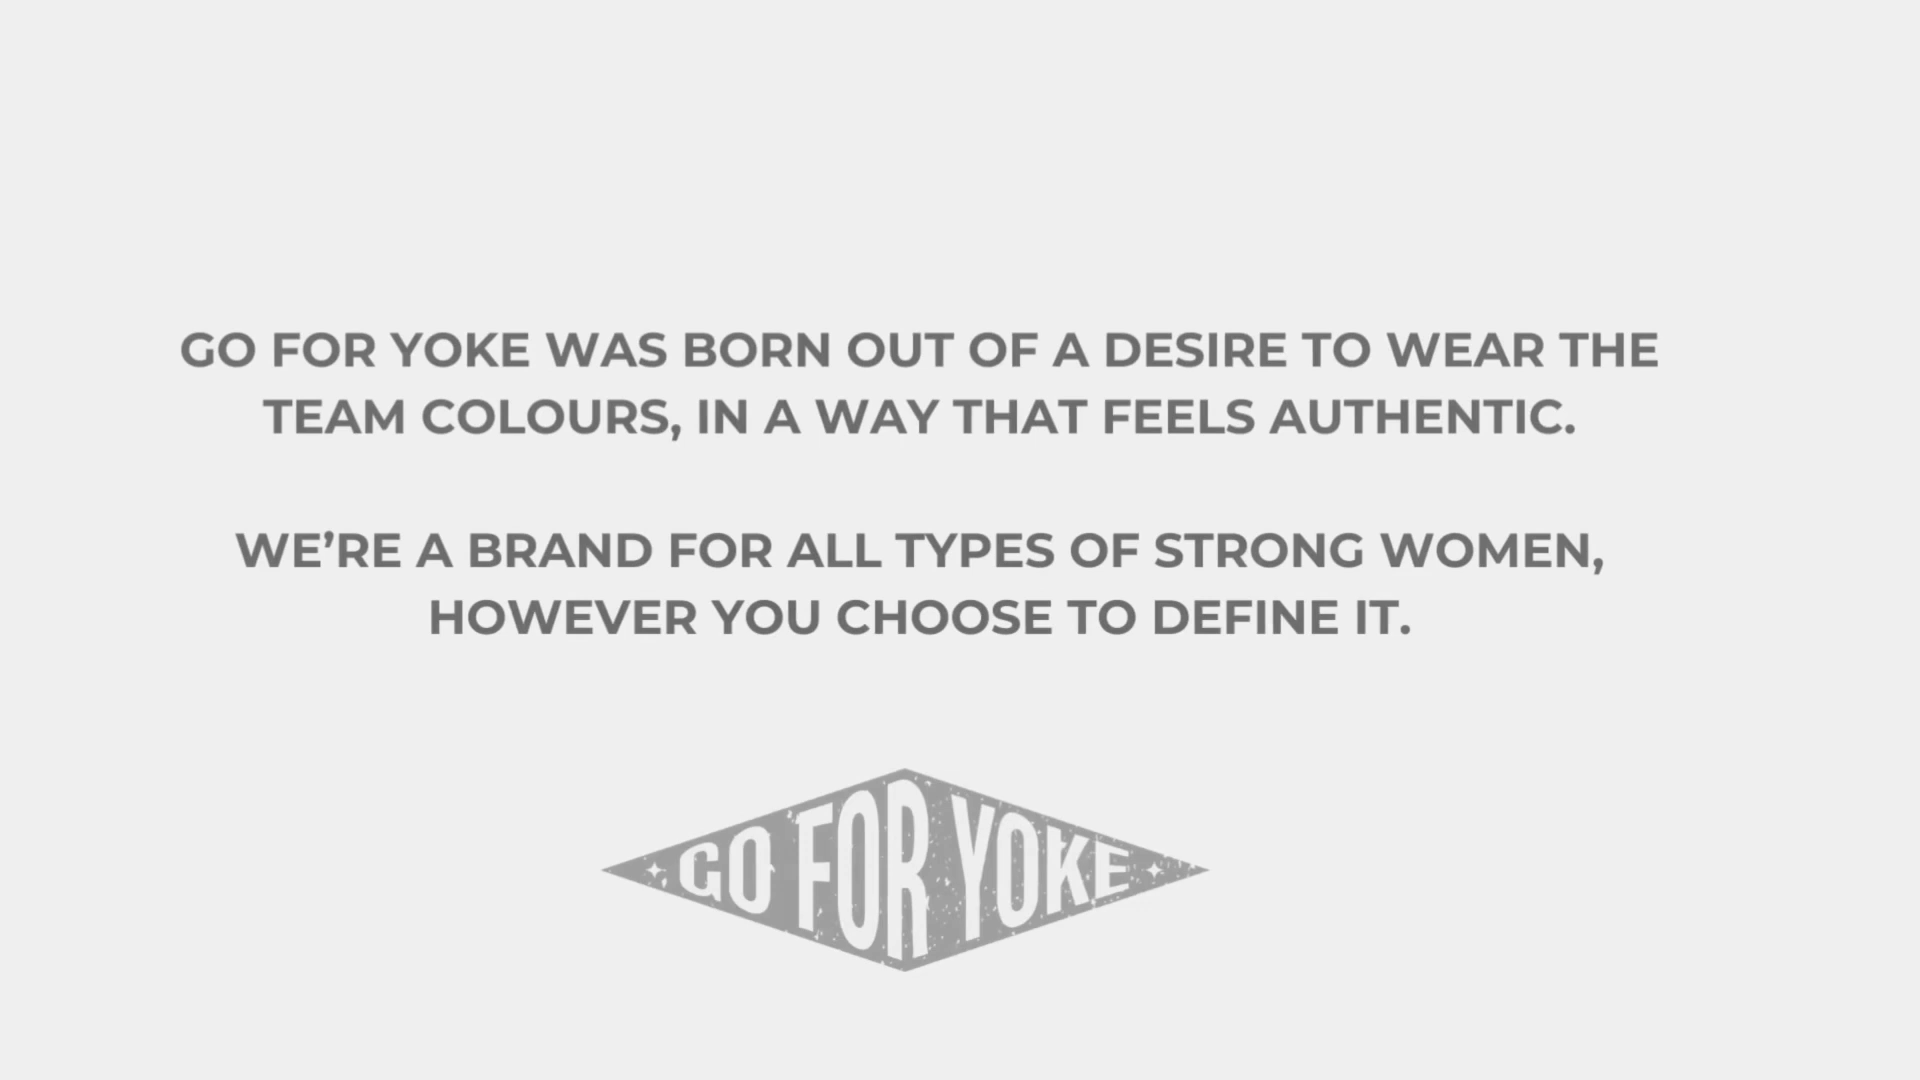 GO FOR YOKE WAS BORN OUT OF A DESIRE TO WEAR THE
TEAM COLOURS, IN A WAY THAT FEELS AUTHENTIC.
WE’RE A BRAND FOR ALL TYPES OF STRONG WOMEN,
HOWEVER YOU CHOOSE TO DEFINE IT.
GO FOR YOKE